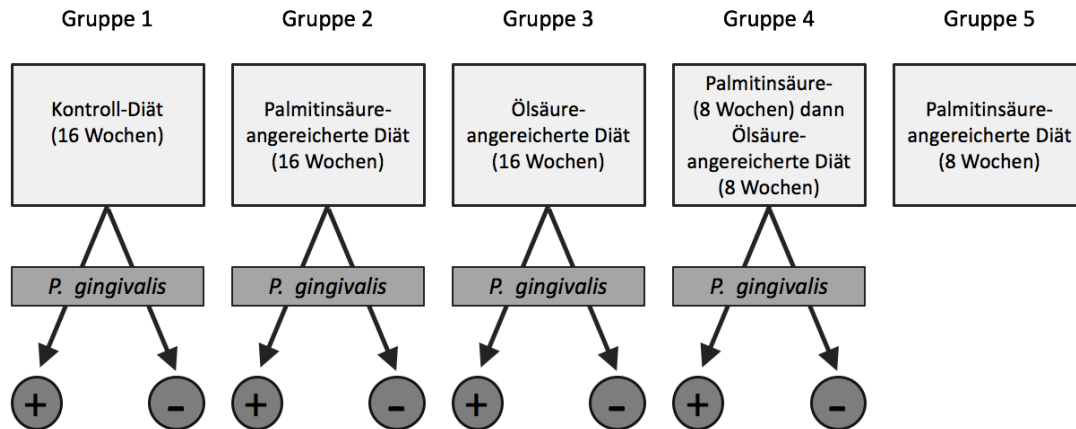 Gruppe 1
Gruppe 2
Gruppe 3
Gruppe 4
Gruppe 5
Kontroll-Diät
(16 Wochen)
Palmitinsäure-
angereicherte Diät
(16 Wochen)
Ölsäure-
angereicherte Diät
(16 Wochen)
Palmitinsäure-
(8 Wochen) dann
Ölsäure-
angereicherte Diät
(8 Wochen)
Palmitinsäure-
angereicherte Diät
(8 Wochen)
P. gingivalis
P. gingivalis
P. gingivalis
P. gingivalis
+
-
+
-
+
-
+
-